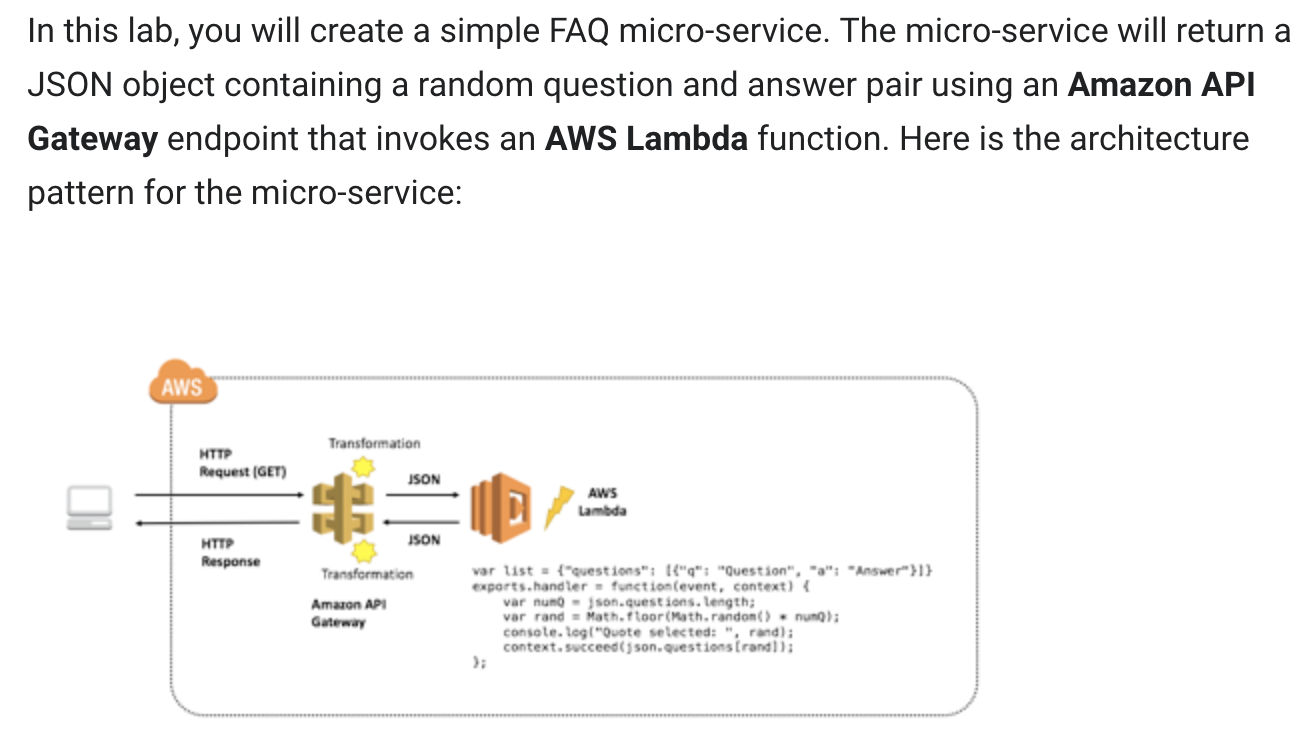 In this lab, you will create a simple FAQ micro-service. The micro-service will return a
JSON object containing a random question and answer pair using an Amazon API
Gateway endpoint that invokes an AWS Lambda function. Here is the architecture
pattern for the micro-service:
AWS
Transformation
HTTP
Request (GET)
JSON
AWS
Lambda
HTTP
Response
JSON
Transformation
Amazon API
Gateway
var list = {"questions": [{"q": "Question", "a": "Answer"}]}
exports.handler = function(event, context) {
var numQ = json.questions.length;
var rand = Math.floor(Math.random() * numQ);
console.log("Quote selected: ", rand);
context.succeed(json.questions[rand]);
};